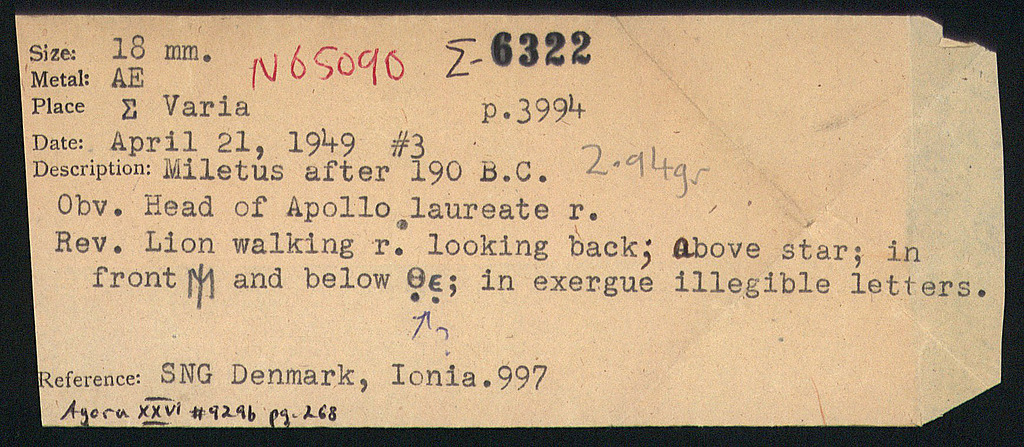 Size: 18 mm. N65090 Σ-6322
Metal: AE
Place Σ Varia p.3994
Date: April 21, 1949 #3
Description: Miletus after 190 B.C. 2.94gr
Obv. Head of Apollo laureate r.
Rev. Lion walking r. looking back; above star; in
front and below Θε; in exergue illegible letters.
Reference: SNG Denmark, Ionia.997
Agora XXVI #929b pg. 268